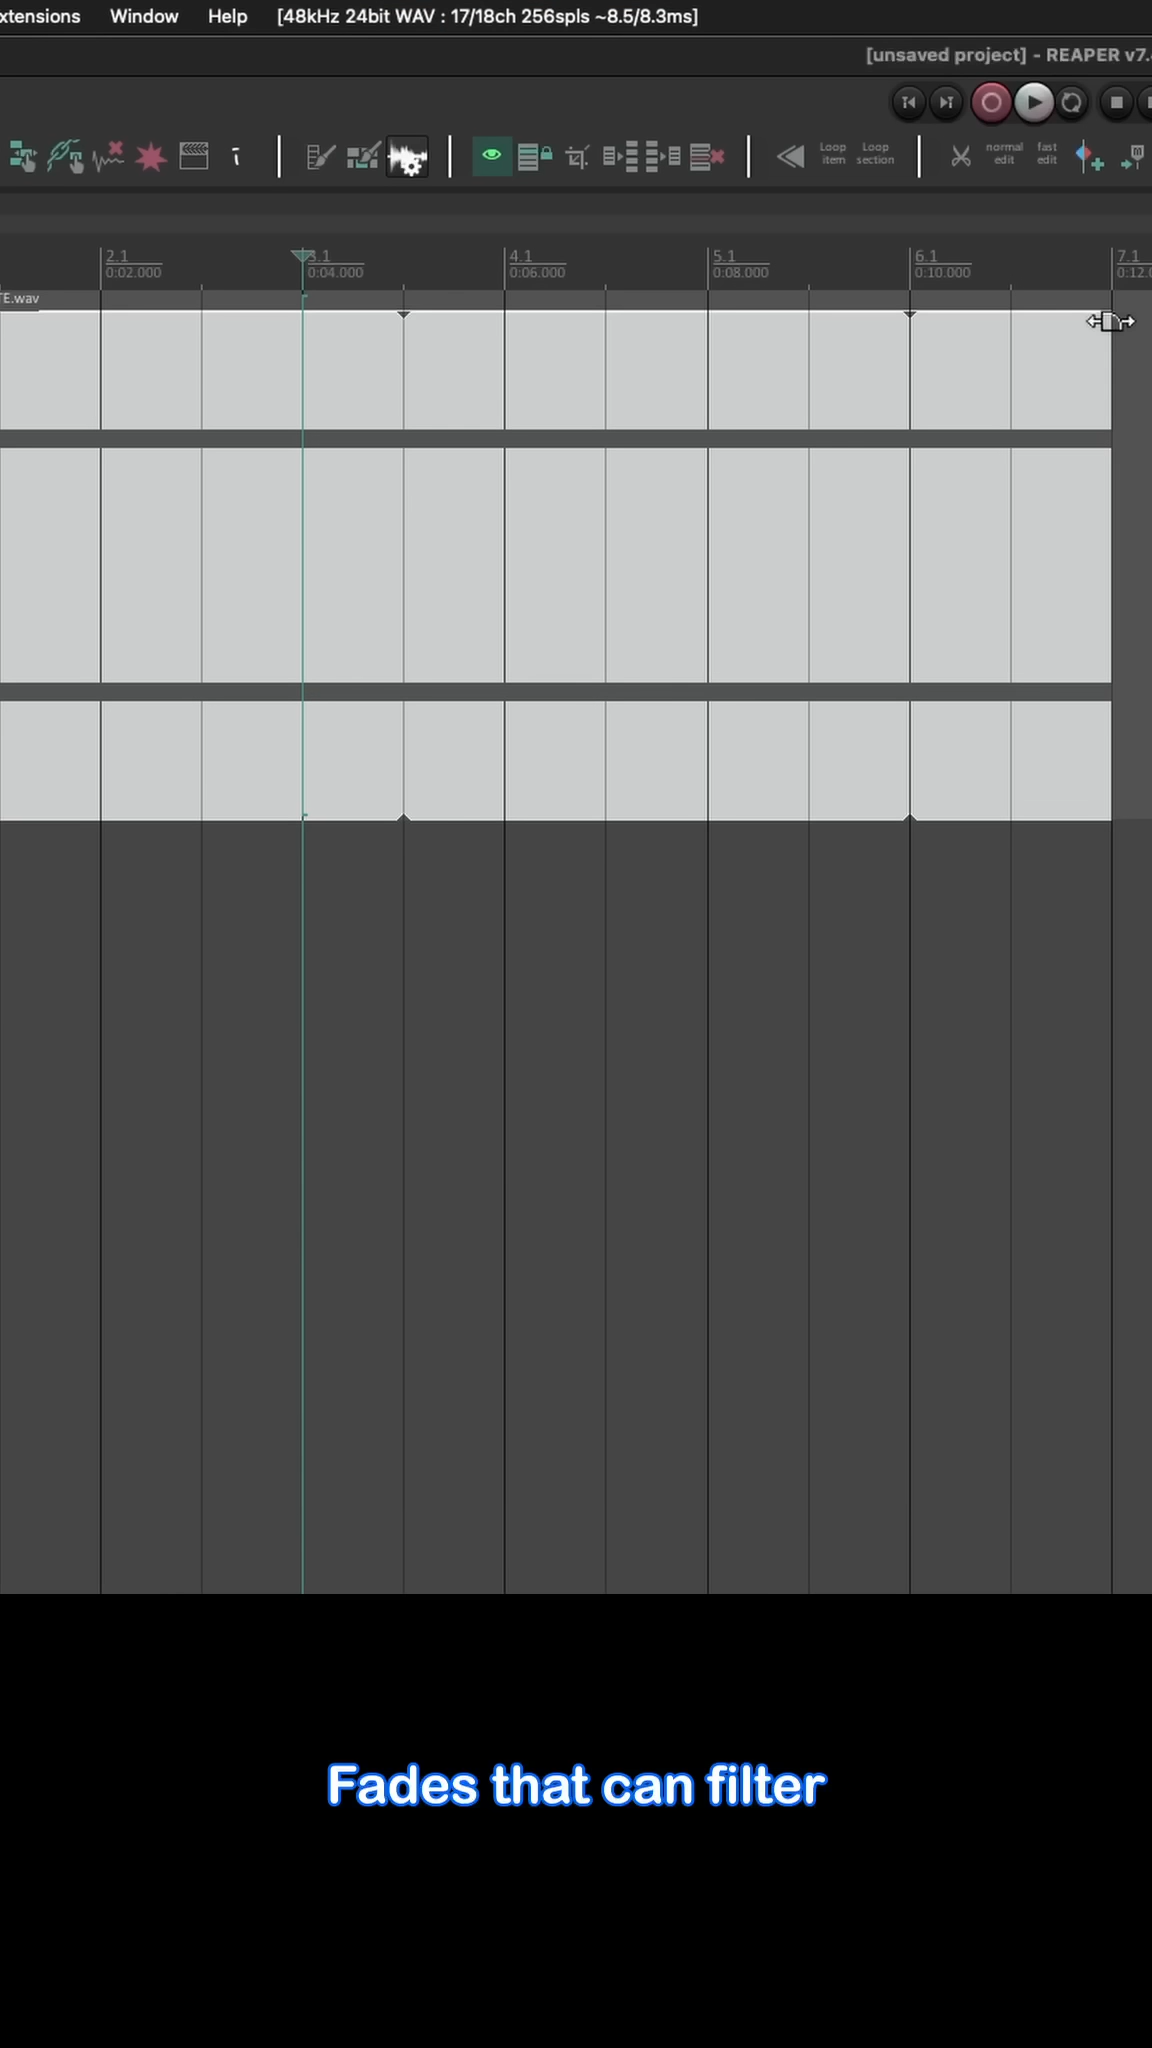 xtensions Window Help [48kHz 24bit WAV : 17/18ch 256spls ~8.5/8.3ms]
[unsaved project] - REAPER v7.
Loop item
Loop section
normal edit
fast edit
2.1
0:02.000
3.1
0:04.000
4.1
0:06.000
5.1
0:08.000
6.1
0:10.000
7.1
0:12.
TE.wav
Fades that can filter